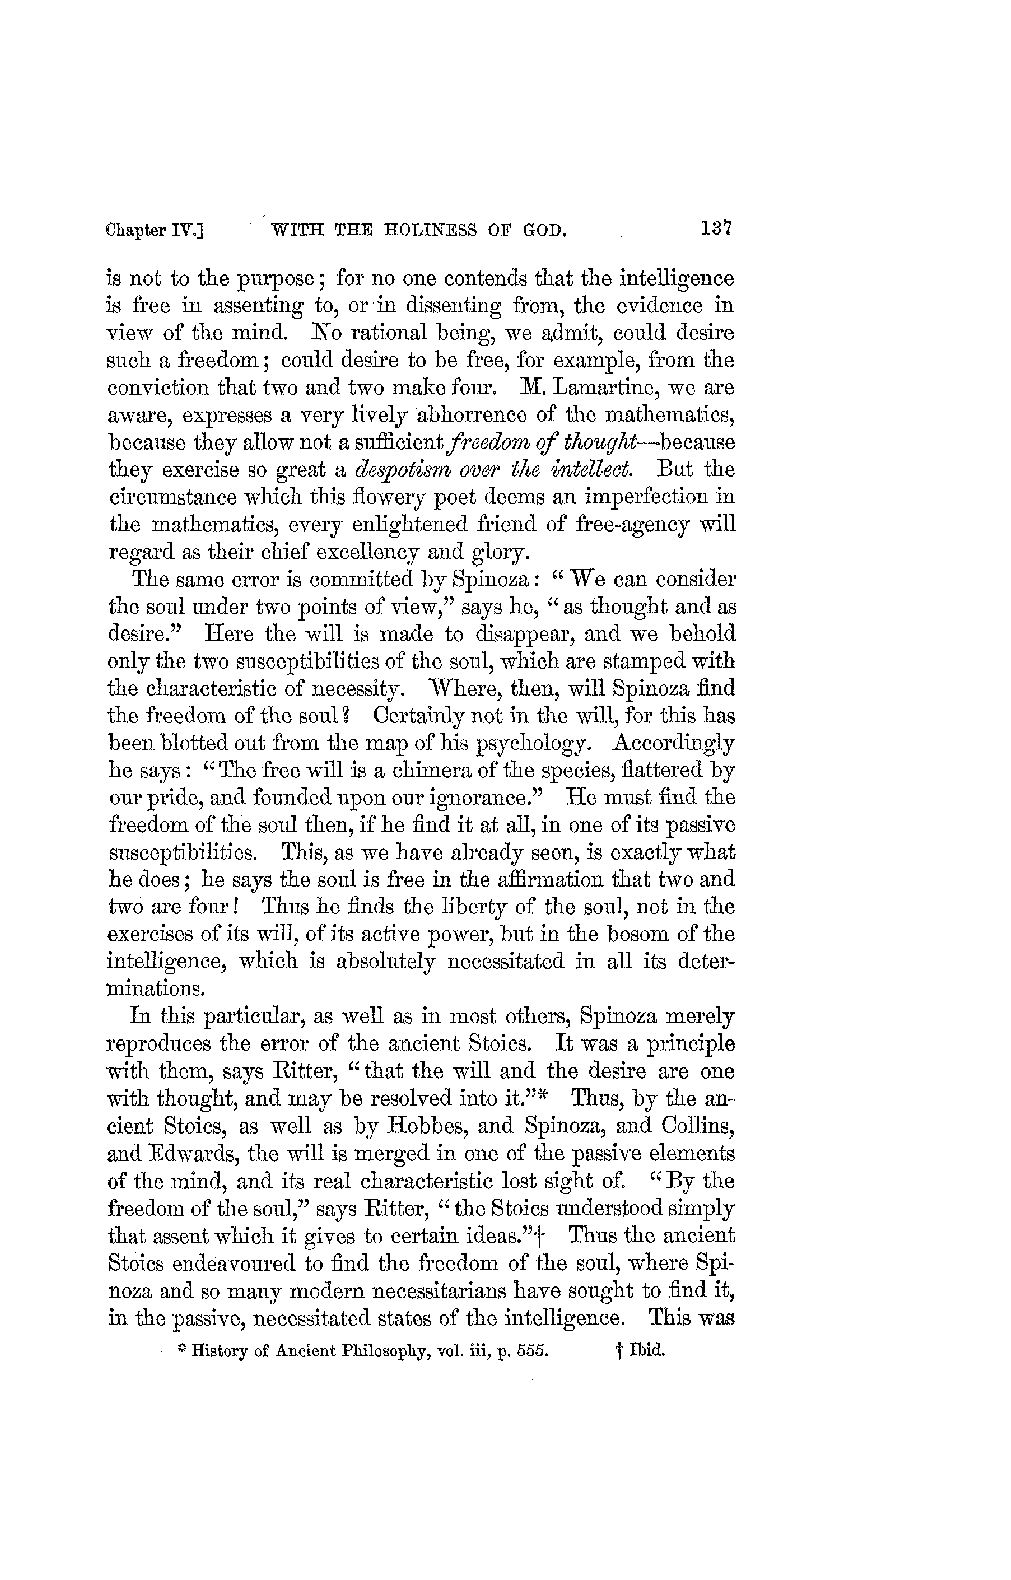 Chapter IV.] WITH THE HOLINESS OF GOD. 137
is not to the purpose; for no one contends that the intelligence
is free in assenting to, or in dissenting from, the evidence in
view of the mind. No rational being, we admit, could desire
such a freedom; could desire to be free, for example, from the
conviction that two and two make four. M. Lamartine, we are
aware, expresses a very lively abhorrence of the mathematics,
because they allow not a sufficient freedom of thought—because
they exercise so great a despotism over the intellect. But the
circumstance which this flowery poet deems an imperfection in
the mathematics, every enlightened friend of free-agency will
regard as their chief excellency and glory.
The same error is committed by Spinoza: “We can consider
the soul under two points of view,” says he, “as thought and as
desire.” Here the will is made to disappear, and we behold
only the two susceptibilities of the soul, which are stamped with
the characteristic of necessity. Where, then, will Spinoza find
the freedom of the soul? Certainly not in the will, for this has
been blotted out from the map of his psychology. Accordingly
he says: “The free will is a chimera of the species, flattered by
our pride, and founded upon our ignorance.” He must find the
freedom of the soul then, if he find it at all, in one of its passive
susceptibilities. This, as we have already seen, is exactly what
he does; he says the soul is free in the affirmation that two and
two are four! Thus he finds the liberty of the soul, not in the
exercises of its will, of its active power, but in the bosom of the
intelligence, which is absolutely necessitated in all its deter-
minations.
In this particular, as well as in most others, Spinoza merely
reproduces the error of the ancient Stoics. It was a principle
with them, says Ritter, “that the will and the desire are one
with thought, and may be resolved into it.”* Thus, by the an-
cient Stoics, as well as by Hobbes, and Spinoza, and Collins,
and Edwards, the will is merged in one of the passive elements
of the mind, and its real characteristic lost sight of. “By the
freedom of the soul,” says Ritter, “the Stoics understood simply
that assent which it gives to certain ideas.”† Thus the ancient
Stoics endeavoured to find the freedom of the soul, where Spi-
noza and so many modern necessitarians have sought to find it,
in the passive, necessitated states of the intelligence. This was
* History of Ancient Philosophy, vol. iii, p. 555. † Ibid.